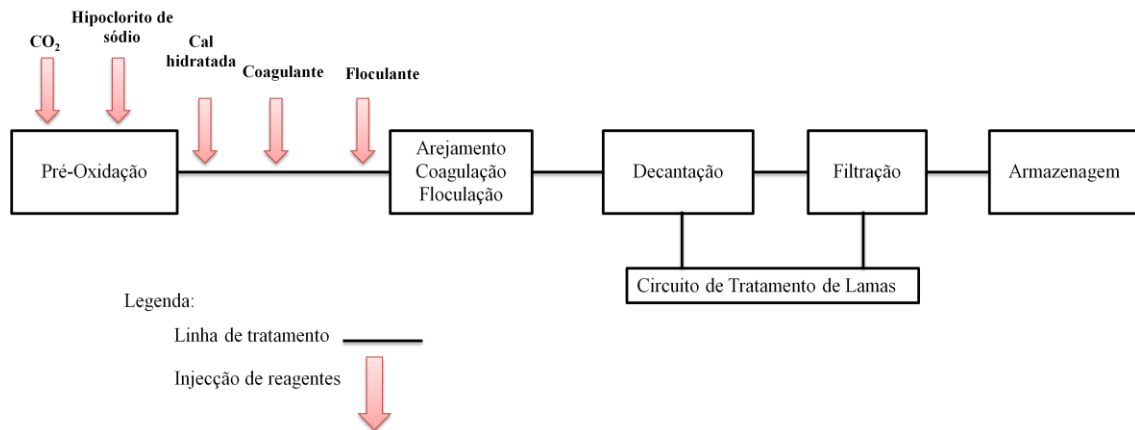 CO₂
Hipoclorito de
sódio
Cal
hidratada
Coagulante
Floculante
Pré-Oxidação
Arejamento
Coagulação
Floculação
Decantação
Filtração
Armazenagem
Circuito de Tratamento de Lamas
Legenda:
Linha de tratamento
Injecção de reagentes